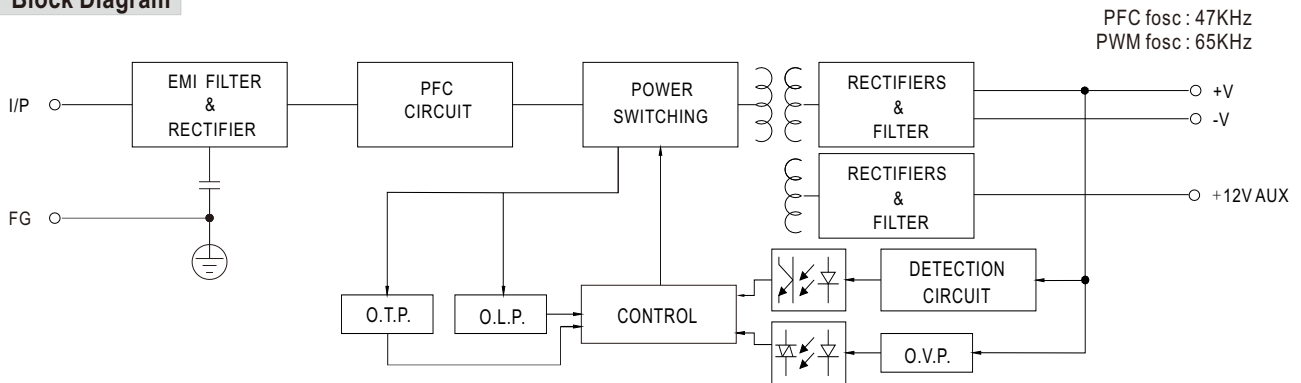 Block Diagram
PFC fosc : 47KHz
PWM fosc : 65KHz
I/P
EMI FILTER
&
RECTIFIER
PFC
CIRCUIT
POWER
SWITCHING
RECTIFIERS
&
FILTER
+V
-V
RECTIFIERS
&
FILTER
+12V AUX
FG
DETECTION
CIRCUIT
O.T.P.
O.L.P.
CONTROL
O.V.P.